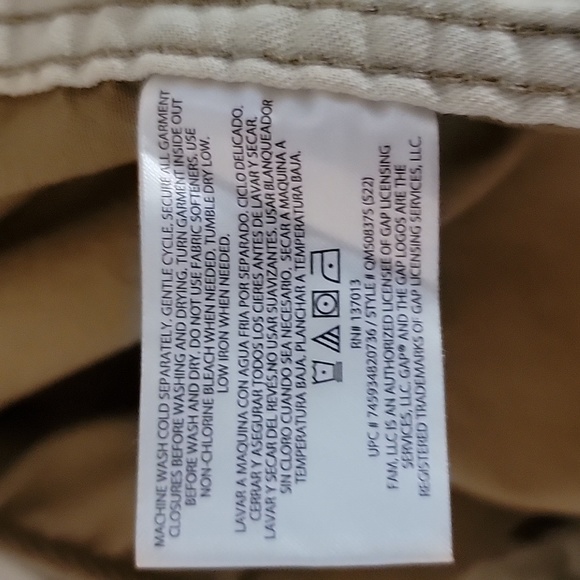 MACHINE WASH COLD SEPARATELY, GENTLE CYCLE, SECURE ALL GARMENT
CLOSURES BEFORE WASHING AND DRYING. TURN GARMENT INSIDE OUT
BEFORE WASH AND DRY, DO NOT USE FABRIC SOFTENERS, USE
NON-CHLORINE BLEACH WHEN NEEDED. TUMBLE DRY LOW.
LOW IRON WHEN NEEDED.
LAVAR A MAQUINA CON AGUA FRIA POR SEPARADO, CICLO DELICADO.
CERRAR Y ASEGURAR TODOS LOS CIERES ANTES DE LAVAR Y SECAR,
LAVAR Y SECAR DEL REVÉS.NO USAR SUAVIZANTES, USAR BLANQUEADOR
SIN CLORO CUANDO SEA NECESARIO, SECAR A MAQUINA A
TEMPERATURA BAJA. PLANCHAR A TEMPERATURA BAJA.
RN# 137013
UPC # 745934820736 / STYLE # QMS08375 (S22)
FAM, LLC IS AN AUTHORIZED LICENSEE OF GAP LICENSING
SERVICES, LLC. GAP® AND THE GAP LOGOS ARE THE
REGISTERED TRADEMARKS OF GAP LICENSING SERVICES, LLC.